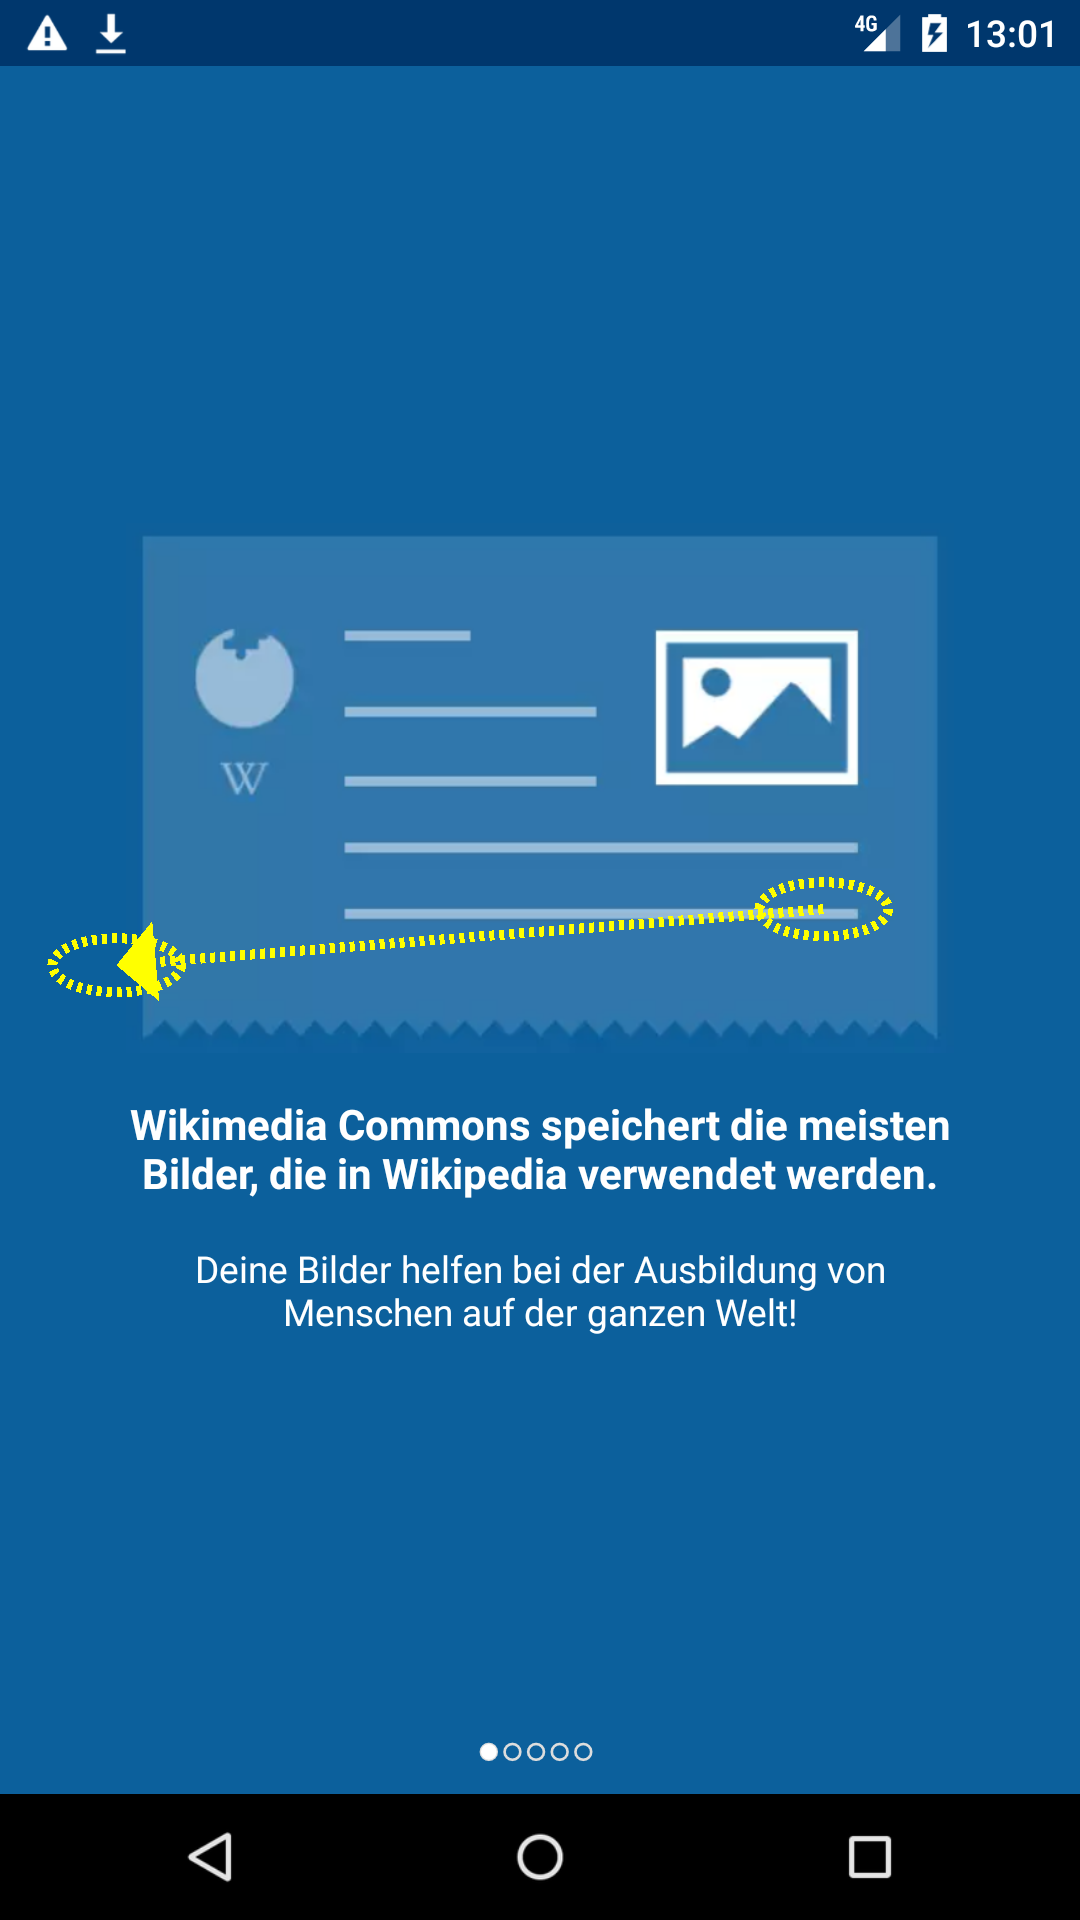 4G 13:01
W
Wikimedia Commons speichert die meisten
Bilder, die in Wikipedia verwendet werden.
Deine Bilder helfen bei der Ausbildung von
Menschen auf der ganzen Welt!